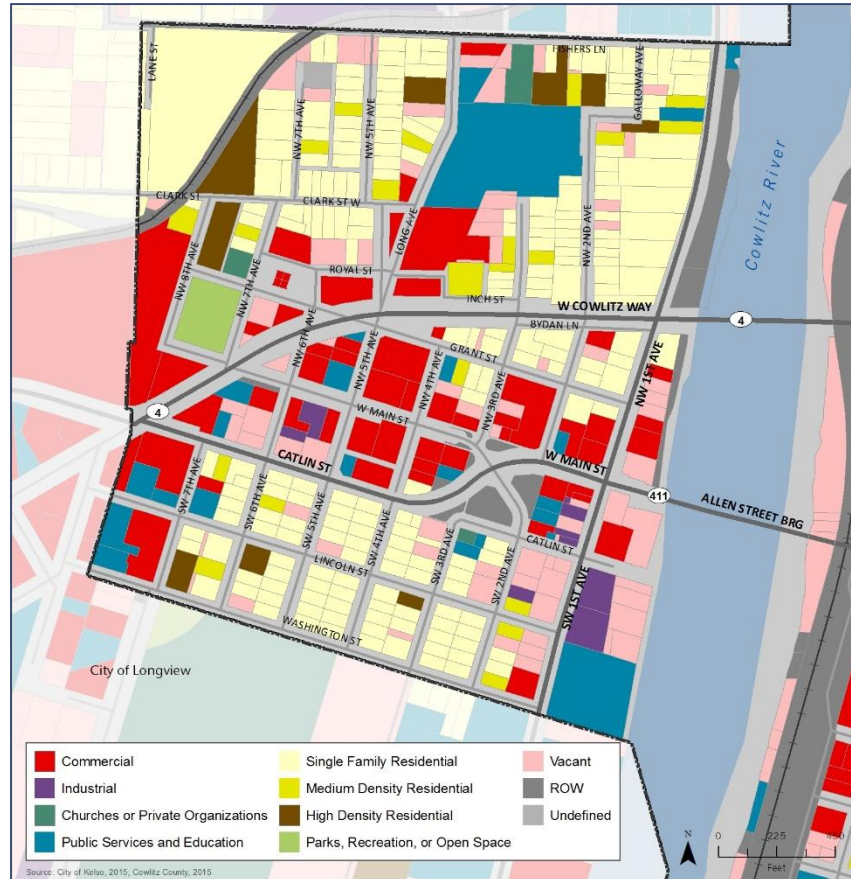 FISHERS LN
LANE ST
GALLOWAY AVE
NW 7TH AVE
NW 5TH AVE
Cowlitz River
CLARK ST
CLARK ST W
LONG AVE
NW 2ND AVE
NW 8TH AVE
NW 7TH AVE
ROYAL ST
INCH ST
W COWLITZ WAY
4
BYDAN LN
NW 6TH AVE
NW 5TH AVE
GRANT ST
NW 4TH AVE
NW 3RD AVE
NW 1ST AVE
4
W MAIN ST
CATLIN ST
W MAIN ST
411
ALLEN STREET BRG
SW 7TH AVE
SW 6TH AVE
SW 5TH AVE
SW 4TH AVE
SW 3RD AVE
SW 2ND AVE
CATLIN ST
LINCOLN ST
SW 1ST AVE
WASHINGTON ST
City of Longview
Commercial
Industrial
Churches or Private Organizations
Public Services and Education
Single Family Residential
Medium Density Residential
High Density Residential
Parks, Recreation, or Open Space
Vacant
ROW
Undefined
N
0 225 450
Feet
Source: City of Kelso, 2015; Cowlitz County, 2015